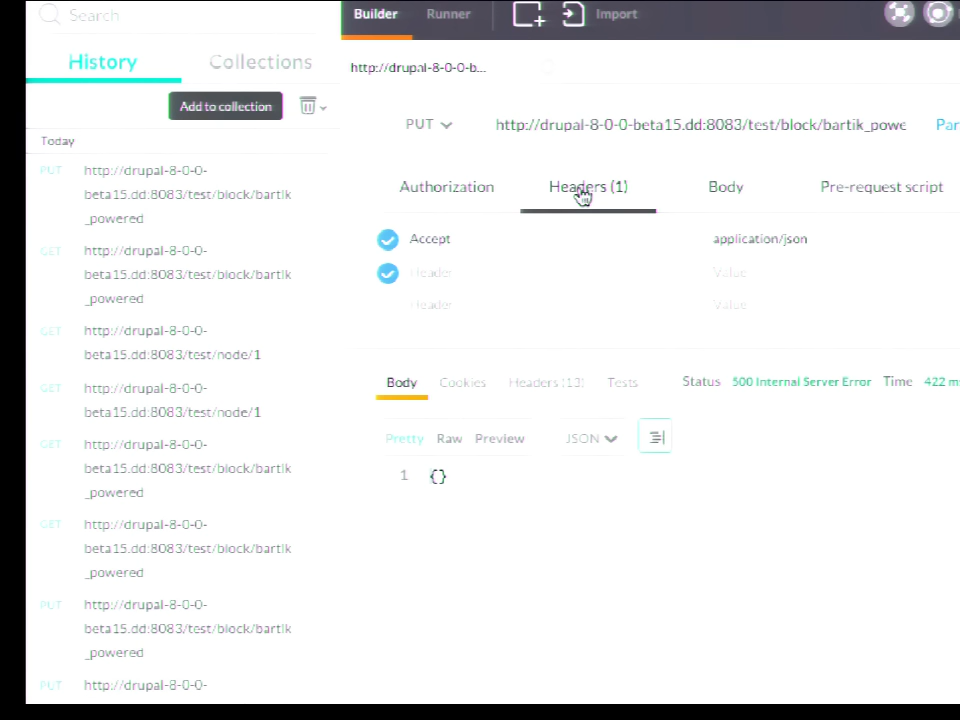 Search
Builder
Runner
Import
History
Collections
Add to collection
Today
PUT
http://drupal-8-0-0-
beta15.dd:8083/test/block/bartik
_powered
GET
http://drupal-8-0-0-
beta15.dd:8083/test/block/bartik
_powered
GET
http://drupal-8-0-0-
beta15.dd:8083/test/node/1
GET
http://drupal-8-0-0-
beta15.dd:8083/test/node/1
GET
http://drupal-8-0-0-
beta15.dd:8083/test/block/bartik
_powered
GET
http://drupal-8-0-0-
beta15.dd:8083/test/block/bartik
_powered
PUT
http://drupal-8-0-0-
beta15.dd:8083/test/block/bartik
_powered
PUT
http://drupal-8-0-0-
http://drupal-8-0-0-b...
PUT
http://drupal-8-0-0-beta15.dd:8083/test/block/bartik_powe
Par
Authorization
Headers (1)
Body
Pre-request script
Accept
application/json
Header
Value
Header
Value
Body
Cookies
Headers (13)
Tests
Status 500 Internal Server Error Time 422 m
Pretty
Raw
Preview
JSON
1 {}